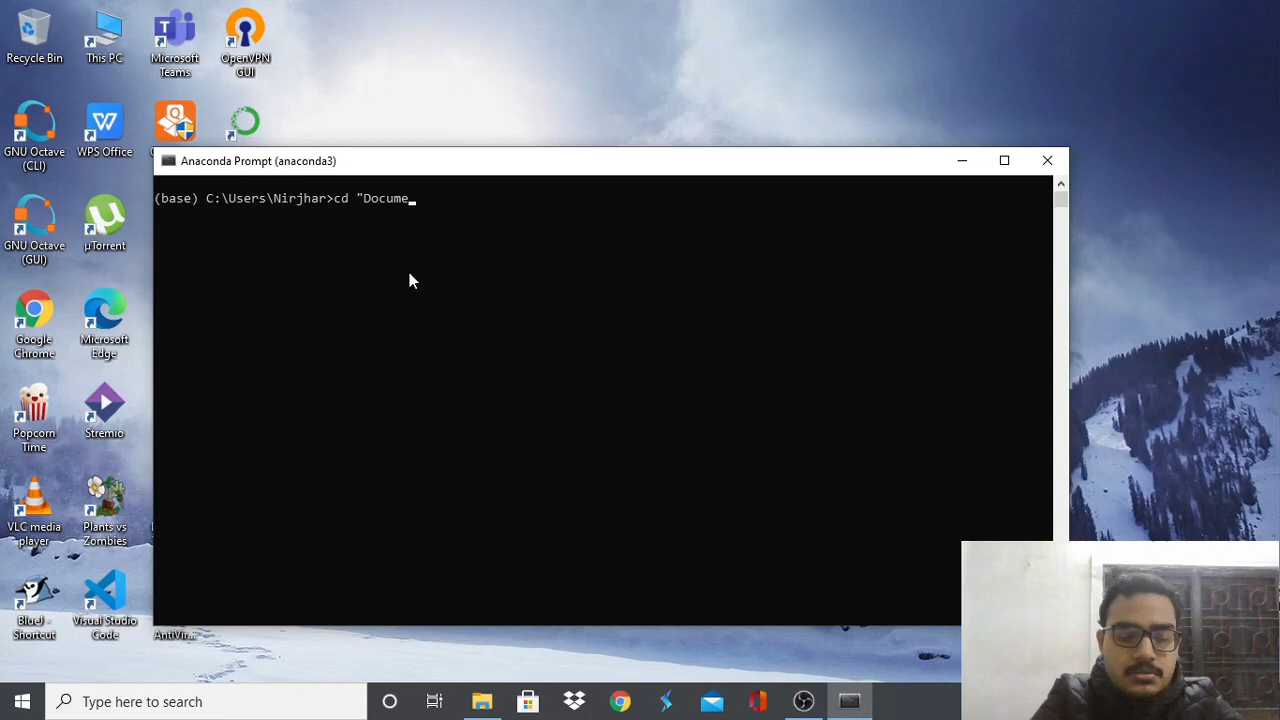 Recycle Bin
This PC
Microsoft Teams
OpenVPN GUI
GNU Octave (CLI)
WPS Office
GNU Octave (GUI)
µTorrent
Google Chrome
Microsoft Edge
Popcorn Time
Stremio
VLC media player
Plants vs Zombies
BlueJ - Shortcut
Visual Studio Code
AntiVir...
Anaconda Prompt (anaconda3)
(base) C:\Users\Nirjhar>cd "Docume
Type here to search